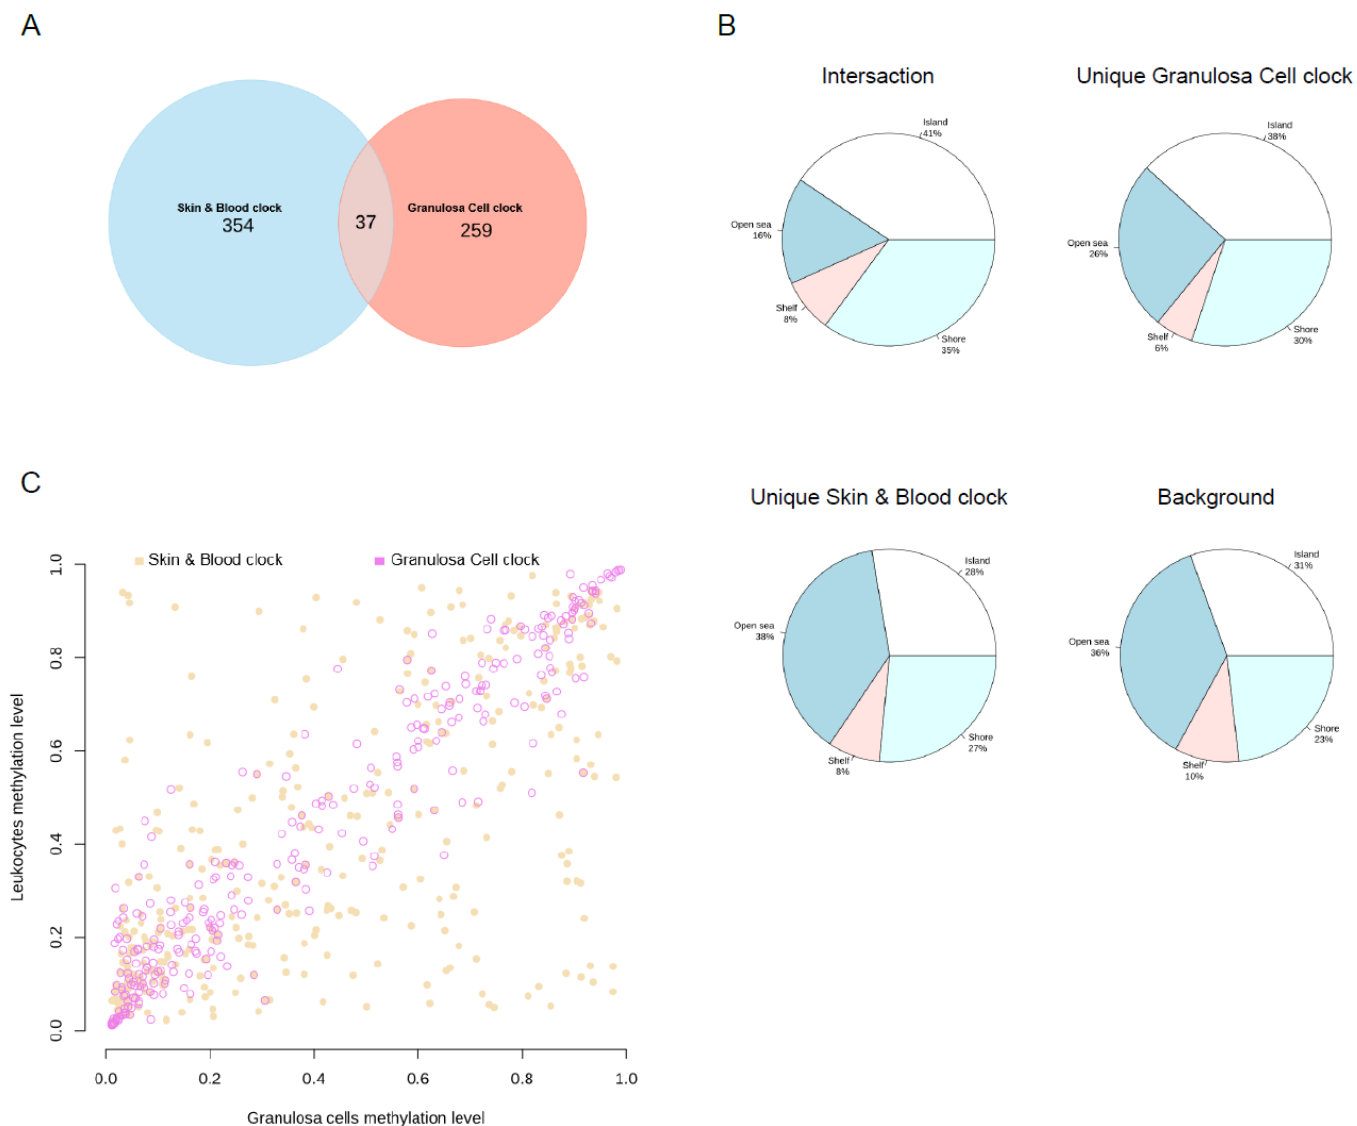 A
Skin & Blood clock
354
37
Granulosa Cell clock
259
B
Intersaction
Island
41%
Open sea
16%
Shelf
8%
Shore
35%
Unique Granulosa Cell clock
Island
38%
Open sea
26%
Shelf
6%
Shore
30%
Unique Skin & Blood clock
Island
28%
Open sea
38%
Shelf
8%
Shore
27%
Background
Island
31%
Open sea
36%
Shelf
10%
Shore
23%
C
Skin & Blood clock
Granulosa Cell clock
Leukocytes methylation level
1.0
0.8
0.6
0.4
0.2
0.0
0.0 0.2 0.4 0.6 0.8 1.0
Granulosa cells methylation level